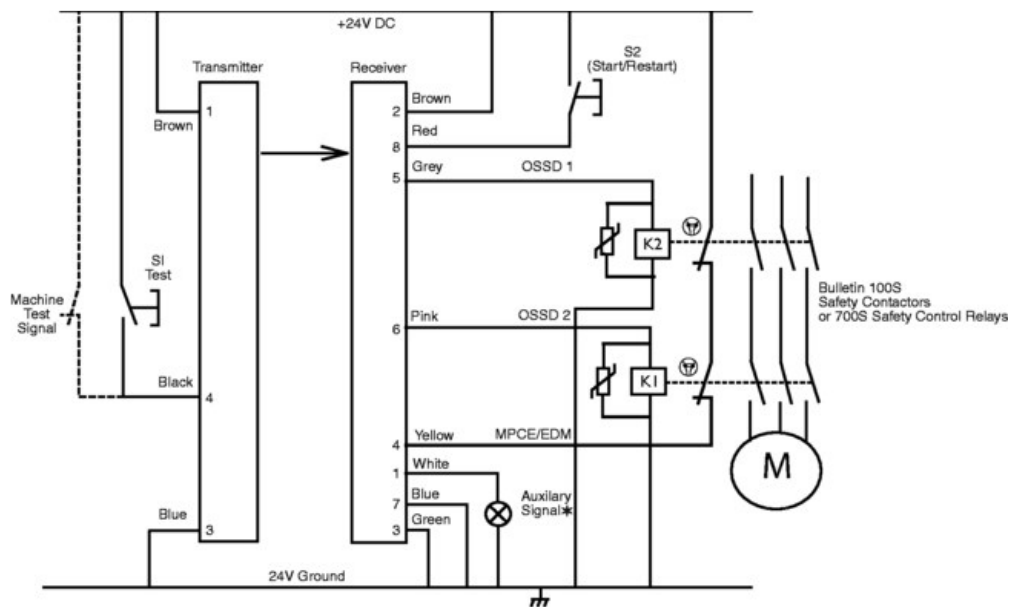 +24V DC
S2
(Start/Restart)
Transmitter
Receiver
1
Brown
2
Brown
Red
8
Grey
OSSD 1
5
K2
S1
Test
Machine
Test
Signal
Bulletin 100S
Safety Contactors
or 700S Safety Control Relays
Pink
OSSD 2
6
K1
Black
4
Yellow
MPCE/EDM
4
White
1
M
Blue
7
Auxilary
Signal*
Green
3
Blue
3
24V Ground